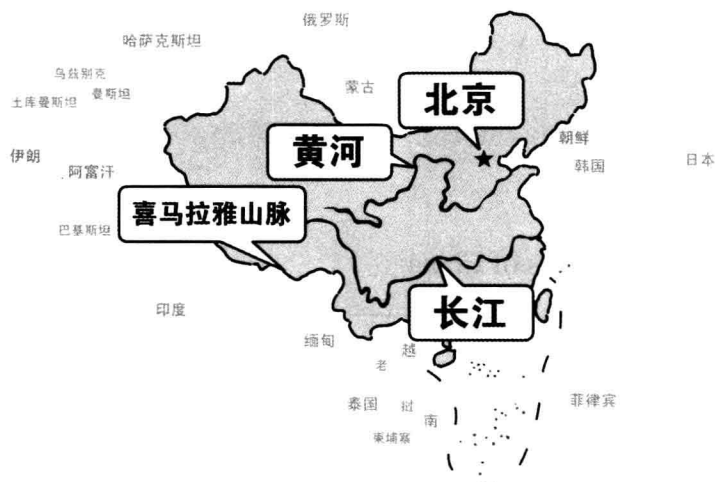 俄罗斯
哈萨克斯坦
乌兹别克
土库曼斯坦
曼斯坦
蒙古
北京
朝鲜
黄河
伊朗
阿富汗
韩国
日本
喜马拉雅山脉
巴基斯坦
印度
长江
缅甸
越
老
泰国
挝
南
菲律宾
柬埔寨